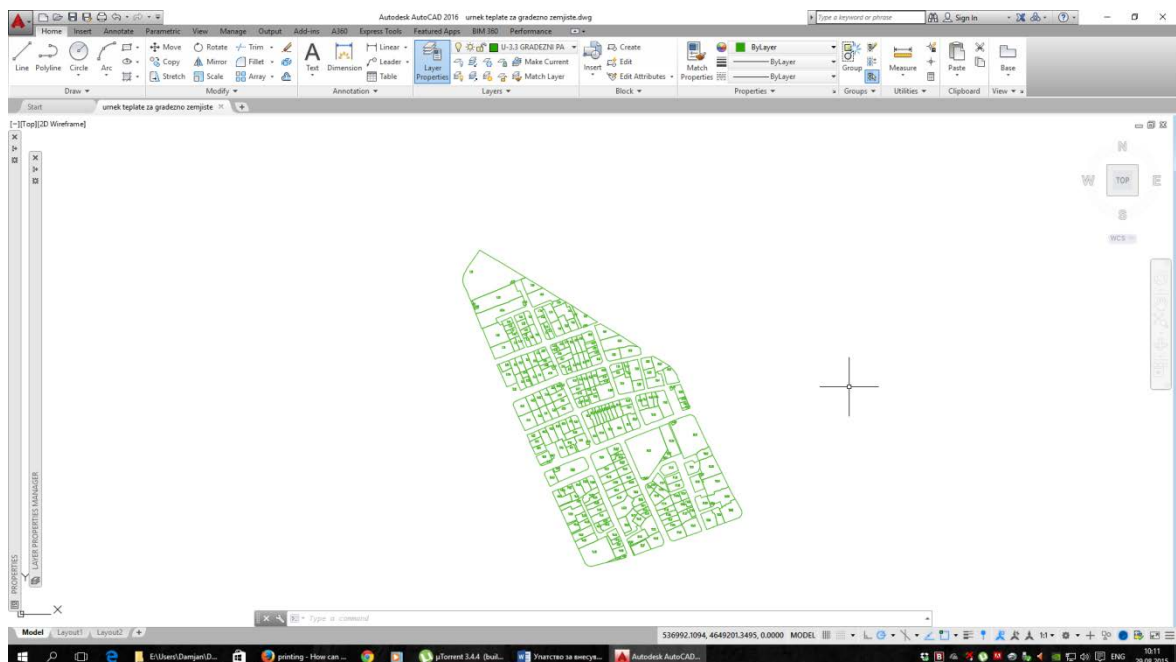 Autodesk AutoCAD 2016 urnek teplate za gradezno zemjiste.dwg
Type a keyword or phrase
Sign In
Home Insert Annotate Parametric View Manage Output Add-ins A360 Express Tools Featured Apps BIM 360 Performance
Line Polyline Circle Arc
Move Rotate Trim
Copy Mirror Fillet
Stretch Scale Array
Text Dimension
Linear
Leader
Table
Layer Properties
U-3.3 GRADEZNI PA
Make Current
Match Layer
Insert
Create
Edit
Edit Attributes
Match Properties
ByLayer
ByLayer
ByLayer
Group
Measure
Paste
Base
Draw Modify Annotation Layers Block Properties Groups Utilities Clipboard View
Start urnek teplate za gradezno zemjiste
[-][Top][2D Wireframe]
N
W TOP E
S
WCS
LAYER PROPERTIES MANAGER
PROPERTIES
Y
X
Type a command
Model Layout1 Layout2 +
536992.1094, 4649201.3495, 0.0000 MODEL
1:1
E:\Users\Damjan\D...
printing - How can ...
µTorrent 3.4.4 (buil...
Упатство за внесув...
Autodesk AutoCAD...
ENG
10:11